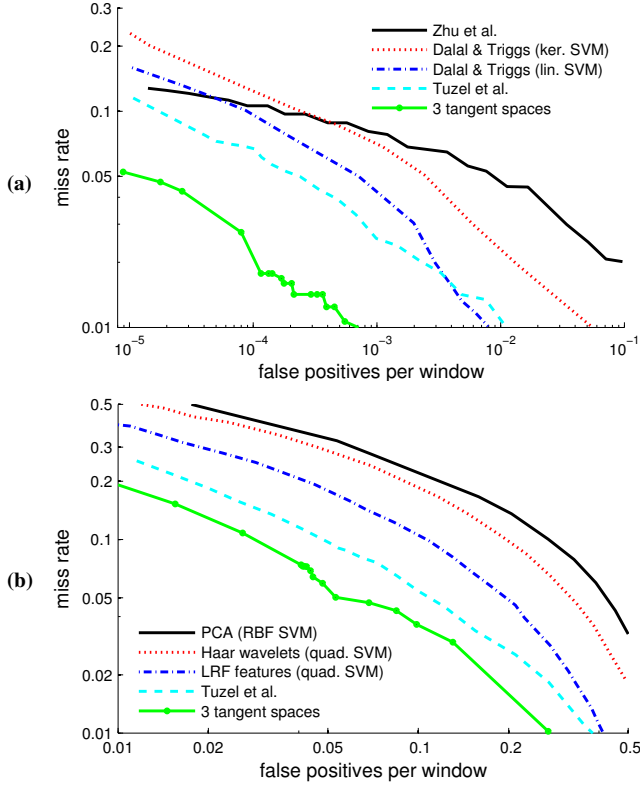 (a)
miss rate
0.3
0.2
0.1
0.05
0.01
Zhu et al.
Dalal & Triggs (ker. SVM)
Dalal & Triggs (lin. SVM)
Tuzel et al.
3 tangent spaces
10⁻⁵ 10⁻⁴ 10⁻³ 10⁻² 10⁻¹
false positives per window
(b)
miss rate
0.5
0.3
0.2
0.1
0.05
0.02
0.01
PCA (RBF SVM)
Haar wavelets (quad. SVM)
LRF features (quad. SVM)
Tuzel et al.
3 tangent spaces
0.01 0.02 0.05 0.1 0.2 0.5
false positives per window